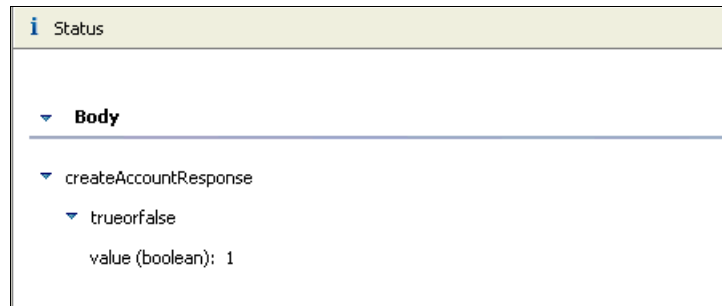 i Status
Body
createAccountResponse
trueorfalse
value (boolean): 1